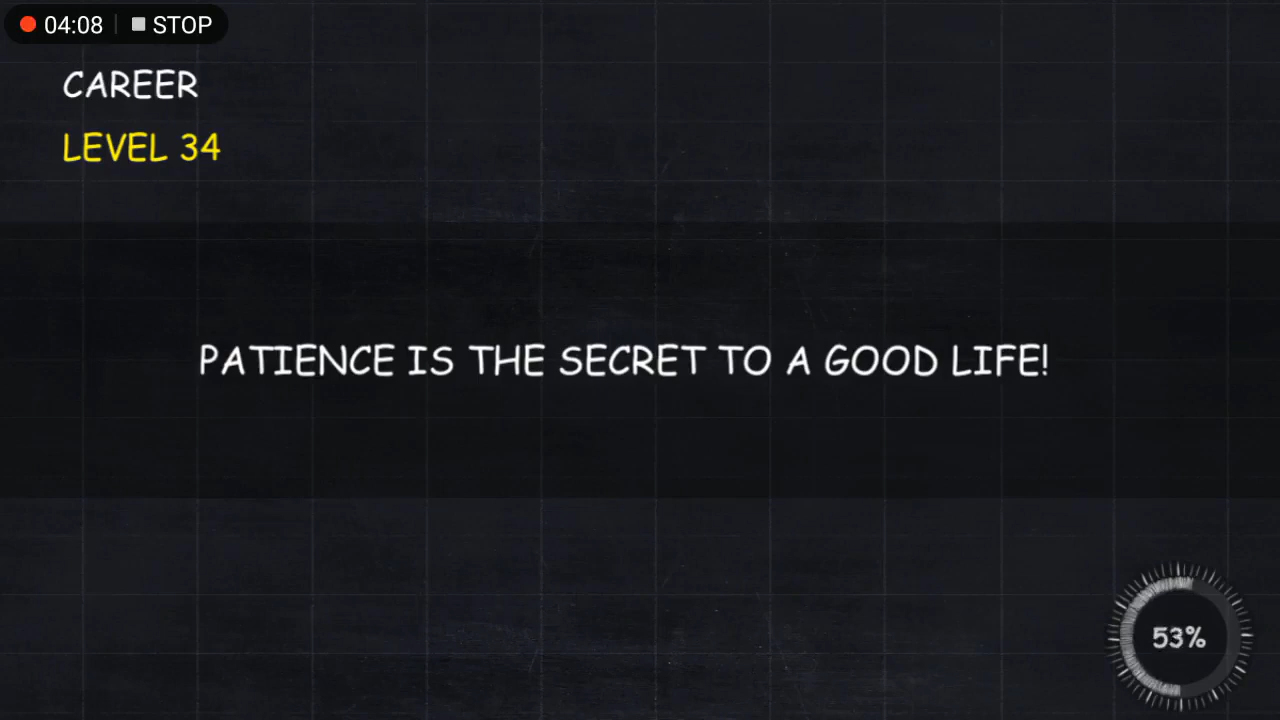 04:08 STOP
CAREER
LEVEL 34
PATIENCE IS THE SECRET TO A GOOD LIFE!
53%